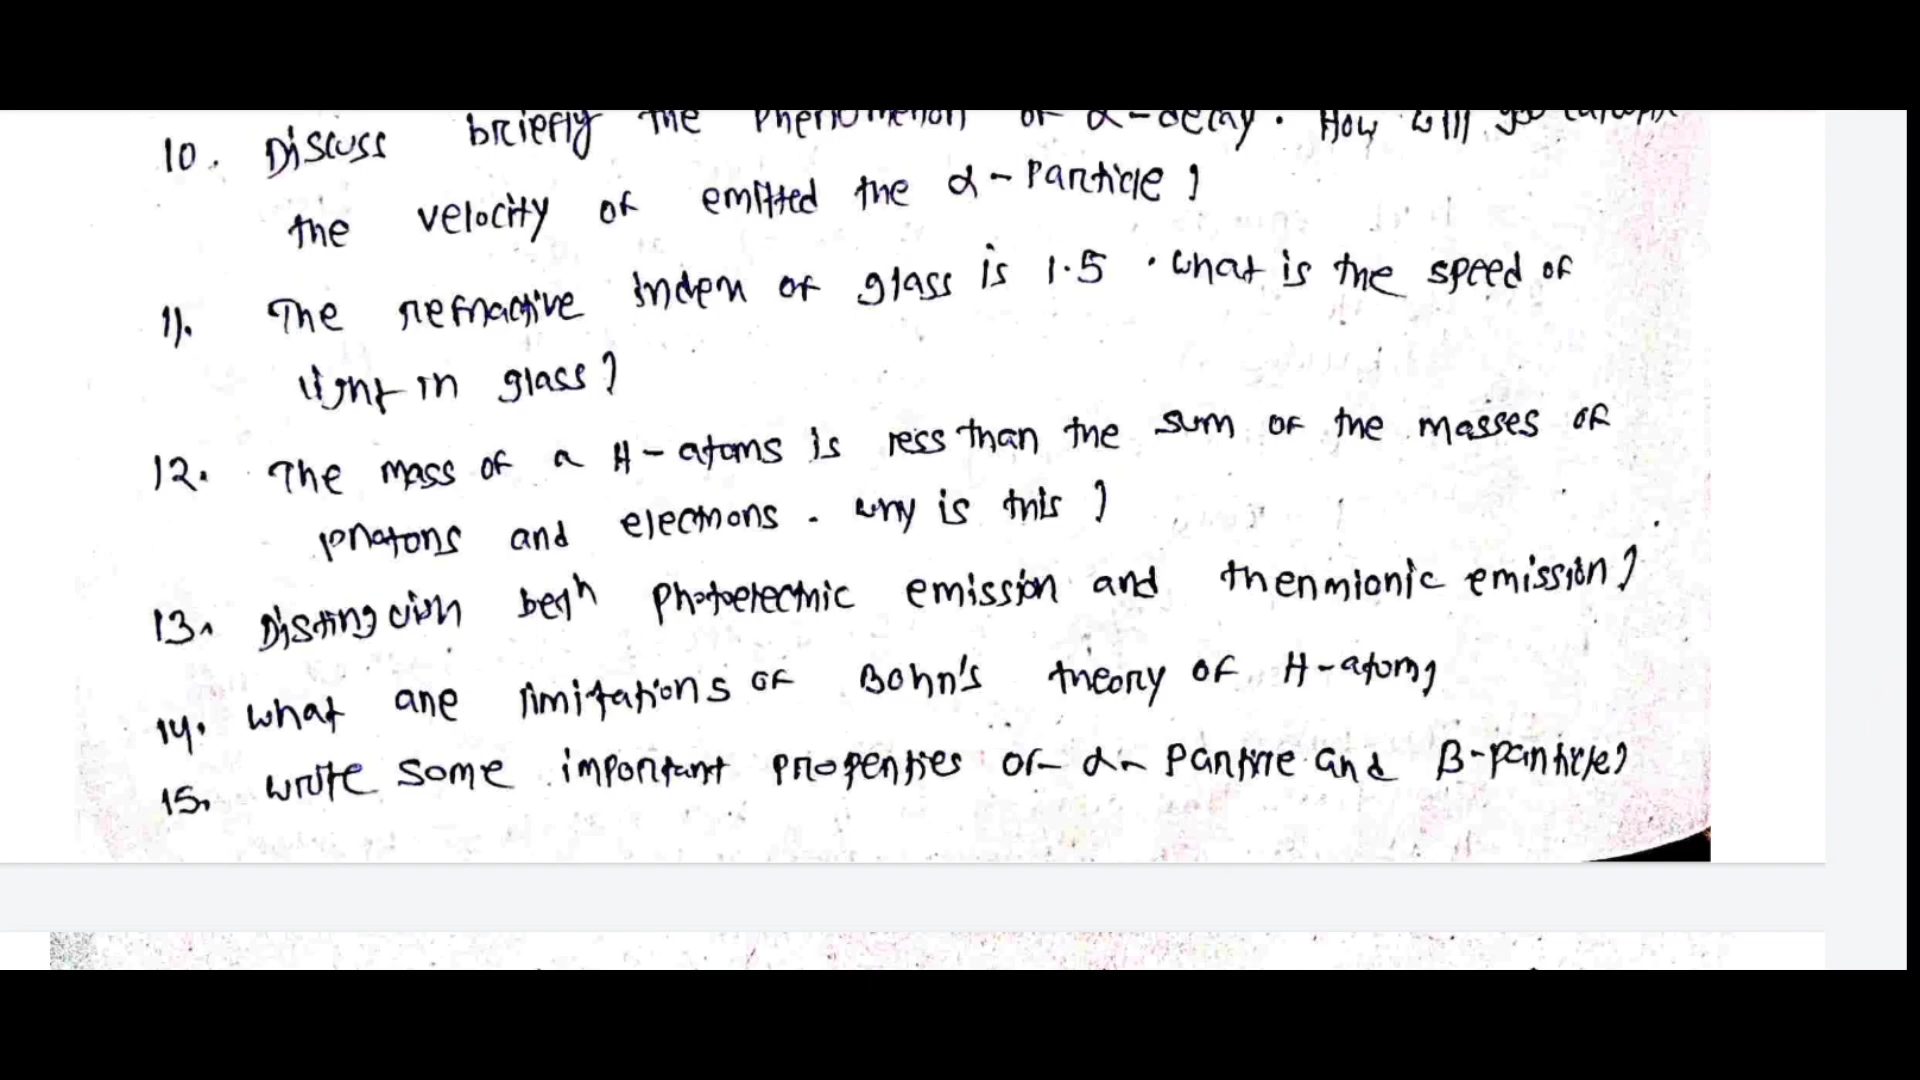 10. Discuss briefly the phenomenon of α-decay. How will you
the velocity of emitted the α-particle?
11. The refractive index of glass is 1.5. What is the speed of
light in glass?
12. The mass of a H-atoms is less than the sum of the masses of
protons and electrons. why is this?
13. Distinguish betn photoelectric emission and thermionic emission?
14. What are limitations of Bohr's theory of H-atom?
15. write some important properties of α-particle and β-particle?